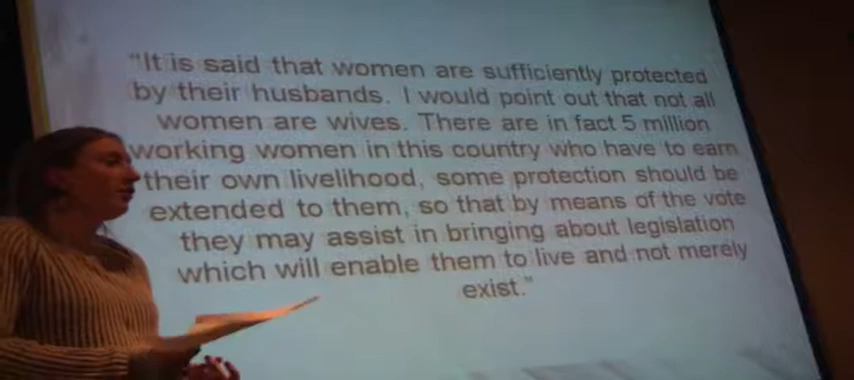 "It is said that women are sufficiently protected
by their husbands. I would point out that not all
women are wives. There are in fact 5 million
working women in this country who have to earn
their own livelihood, some protection should be
extended to them, so that by means of the vote
they may assist in bringing about legislation
which will enable them to live and not merely
exist."